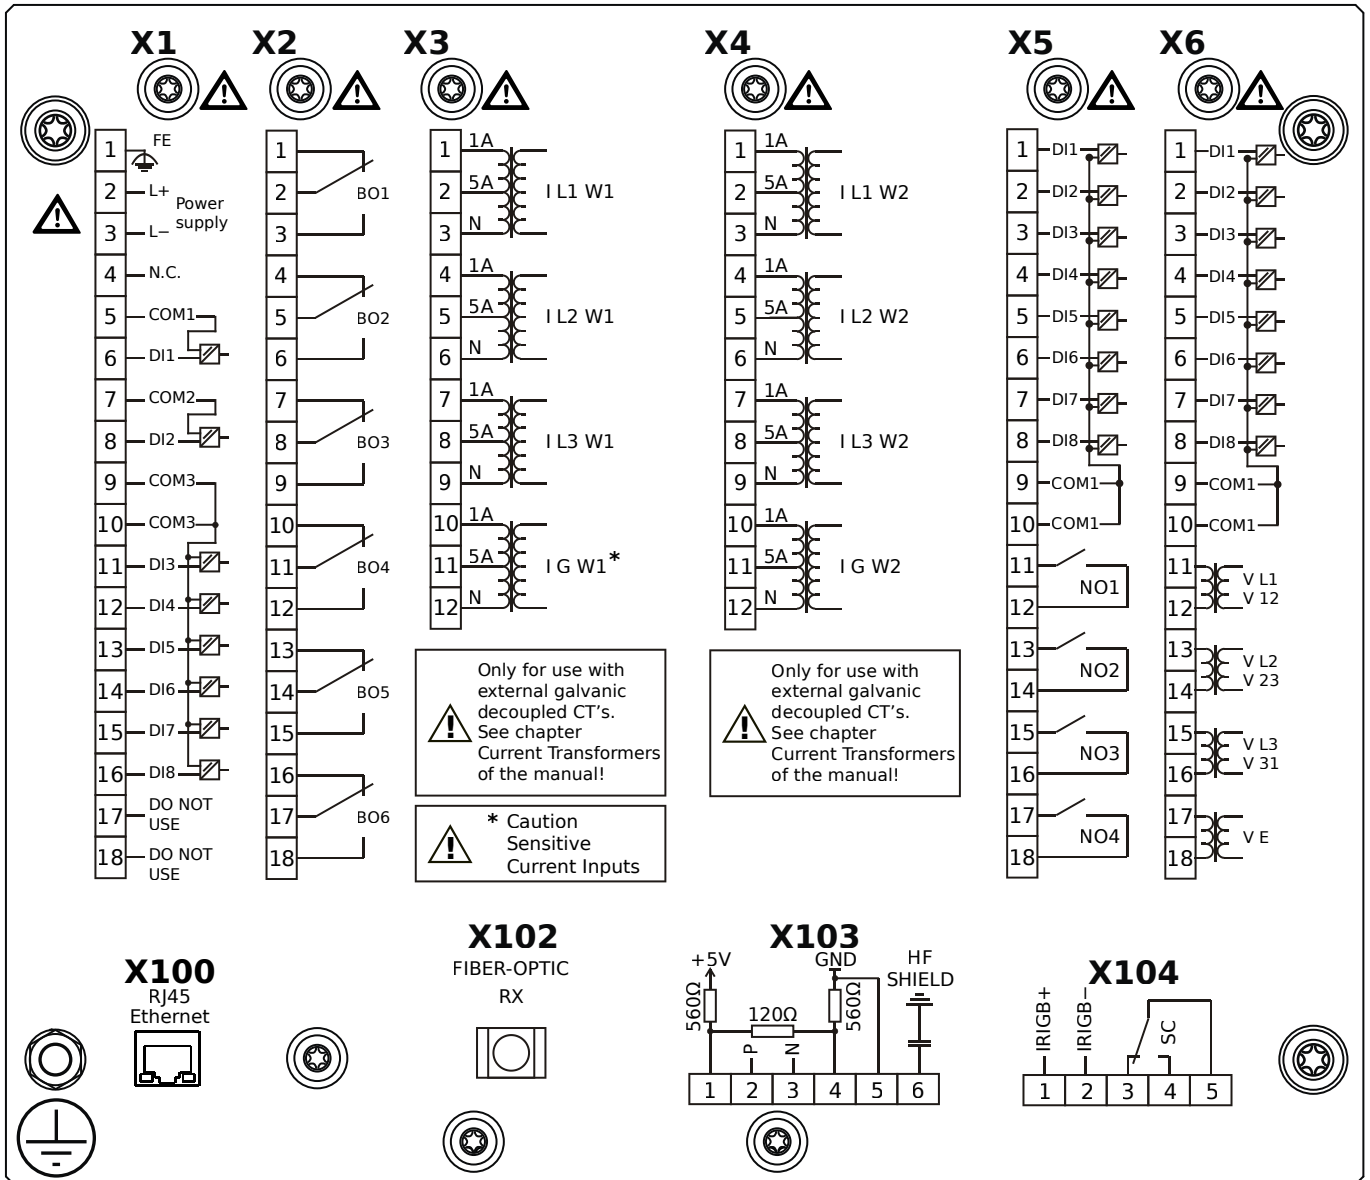 X1
X2
X3
X4
X5
X6
1
FE
2
L+
Power
supply
3
L−
4
N.C.
5
COM1
6
DI1
7
COM2
8
DI2
9
COM3
10
COM3
11
DI3
12
DI4
13
DI5
14
DI6
15
DI7
16
DI8
17
DO NOT
USE
18
DO NOT
USE
1
2
BO1
3
4
5
BO2
6
7
8
BO3
9
10
11
BO4
12
13
14
BO5
15
16
17
BO6
18
1
1A
2
5A
I L1 W1
3
N
4
1A
5
5A
I L2 W1
6
N
7
1A
8
5A
I L3 W1
9
N
10
1A
11
5A
I G W1*
12
N
Only for use with
external galvanic
decoupled CT's.
See chapter
Current Transformers
of the manual!
* Caution
Sensitive
Current Inputs
1
1A
2
5A
I L1 W2
3
N
4
1A
5
5A
I L2 W2
6
N
7
1A
8
5A
I L3 W2
9
N
10
1A
11
5A
I G W2
12
N
Only for use with
external galvanic
decoupled CT's.
See chapter
Current Transformers
of the manual!
1
DI1
2
DI2
3
DI3
4
DI4
5
DI5
6
DI6
7
DI7
8
DI8
9
COM1
10
COM1
11
NO1
12
13
NO2
14
15
NO3
16
17
NO4
18
1
DI1
2
DI2
3
DI3
4
DI4
5
DI5
6
DI6
7
DI7
8
DI8
9
COM1
10
COM1
11
V L1
V 12
12
13
V L2
V 23
14
15
V L3
V 31
16
17
V E
18
X100
RJ45
Ethernet
X102
FIBER-OPTIC
RX
X103
+5V
GND
HF
SHIELD
560Ω
120Ω
560Ω
P
N
1 2 3 4 5 6
X104
IRIGB+
IRIGB−
SC
1 2 3 4 5